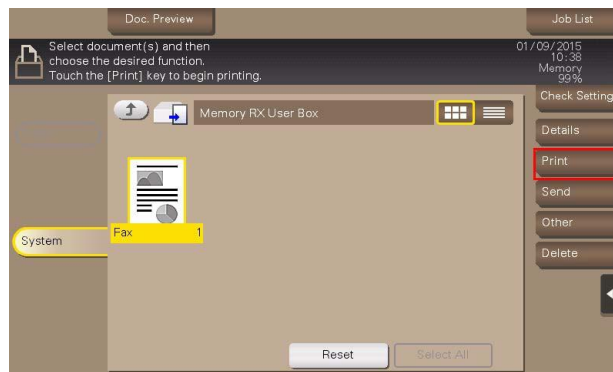 Doc. Preview
Job List
Select document(s) and then
choose the desired function.
Touch the [Print] key to begin printing.
01/09/2015
10:38
Memory
99%
Check Setting
Memory RX User Box
Details
Print
Send
Other
Delete
Fax 1
System
Reset
Select All